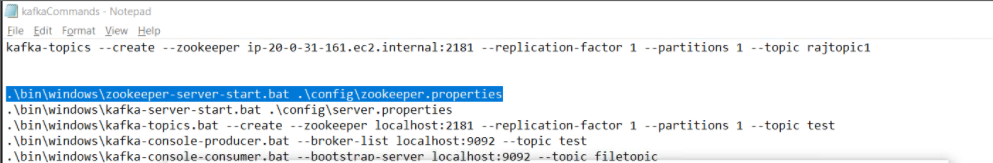 kafkaCommands - Notepad
File Edit Format View Help
kafka-topics --create --zookeeper ip-20-0-31-161.ec2.internal:2181 --replication-factor 1 --partitions 1 --topic rajtopic1
.\bin\windows\zookeeper-server-start.bat .\config\zookeeper.properties
.\bin\windows\kafka-server-start.bat .\config\server.properties
.\bin\windows\kafka-topics.bat --create --zookeeper localhost:2181 --replication-factor 1 --partitions 1 --topic test
.\bin\windows\kafka-console-producer.bat --broker-list localhost:9092 --topic test
.\bin\windows\kafka-console-consumer.bat --bootstrap-server localhost:9092 --topic filetopic